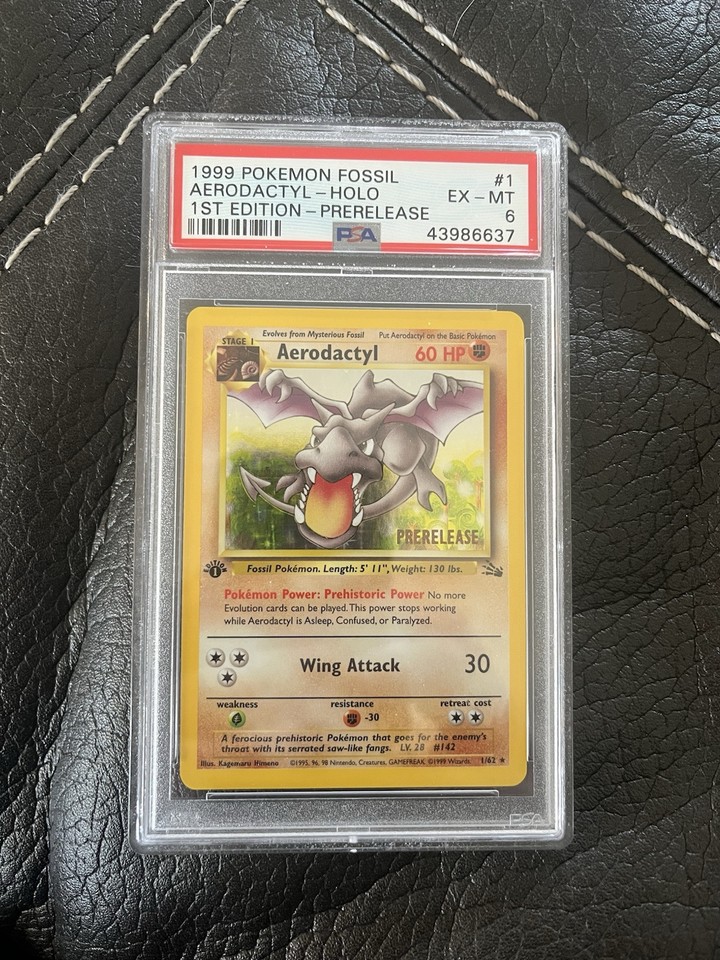 1999 POKEMON FOSSIL #1
AERODACTYL-HOLO EX-MT
1ST EDITION-PRERELEASE 6
PSA 43986637
Evolves from Mysterious Fossil Put Aerodactyl on the Basic Pokémon
STAGE 1
Aerodactyl 60 HP
PRERELEASE
EDITION
1
Fossil Pokémon. Length: 5' 11", Weight: 130 lbs.
Pokémon Power: Prehistoric Power No more
Evolution cards can be played. This power stops working
while Aerodactyl is Asleep, Confused, or Paralyzed.
Wing Attack 30
weakness resistance retreat cost
-30
A ferocious prehistoric Pokémon that goes for the enemy's
throat with its serrated saw-like fangs. LV. 28 #142
Illus. Kagemaru Himeno ©1995, 96, 98 Nintendo, Creatures, GAMEFREAK. ©1999 Wizards. 1/62 ★
PSA